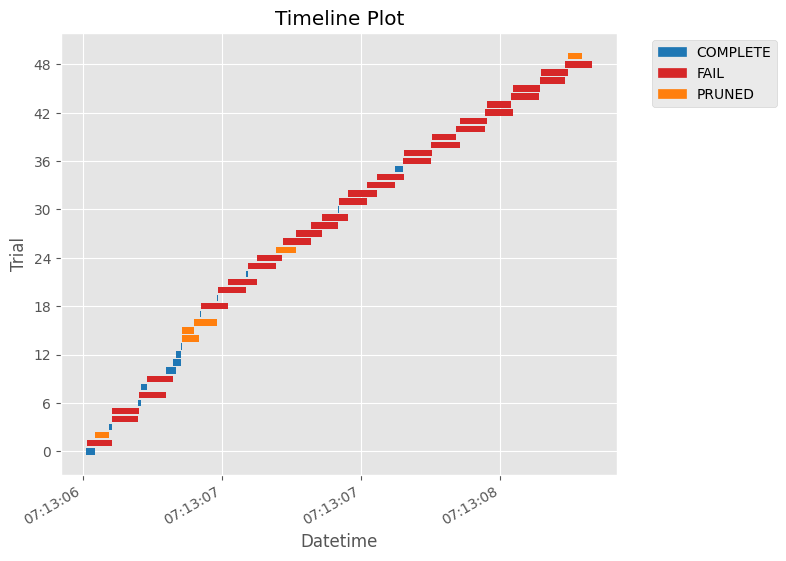 Timeline Plot
COMPLETE
FAIL
PRUNED
48
42
36
30
24
18
12
6
0
Trial
07:13:06
07:13:07
07:13:07
07:13:08
Datetime